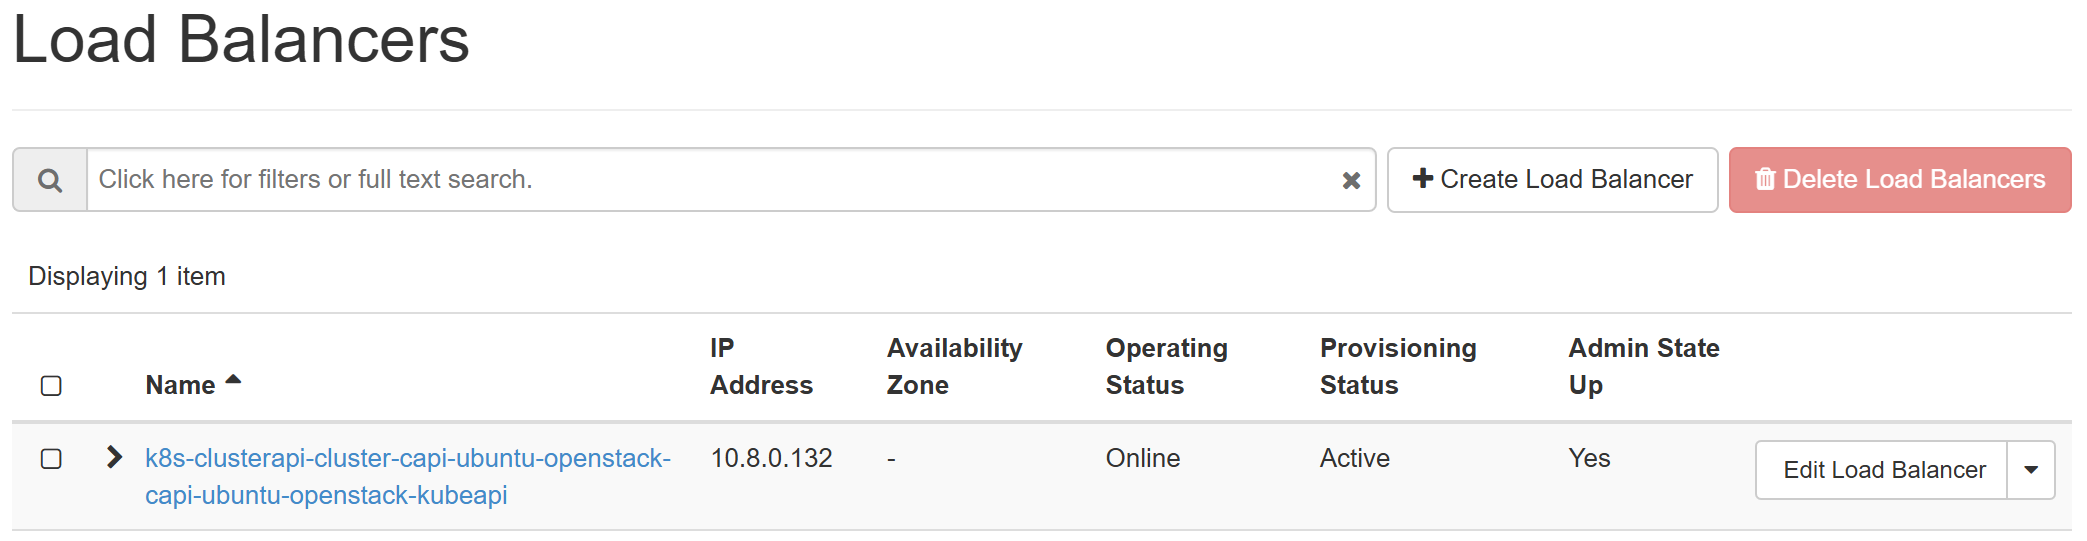 Load Balancers
Click here for filters or full text search.
Create Load Balancer
Delete Load Balancers
Displaying 1 item
Name
IP Address
Availability Zone
Operating Status
Provisioning Status
Admin State Up
k8s-clusterapi-cluster-capi-ubuntu-openstack-
capi-ubuntu-openstack-kubeapi
10.8.0.132
-
Online
Active
Yes
Edit Load Balancer